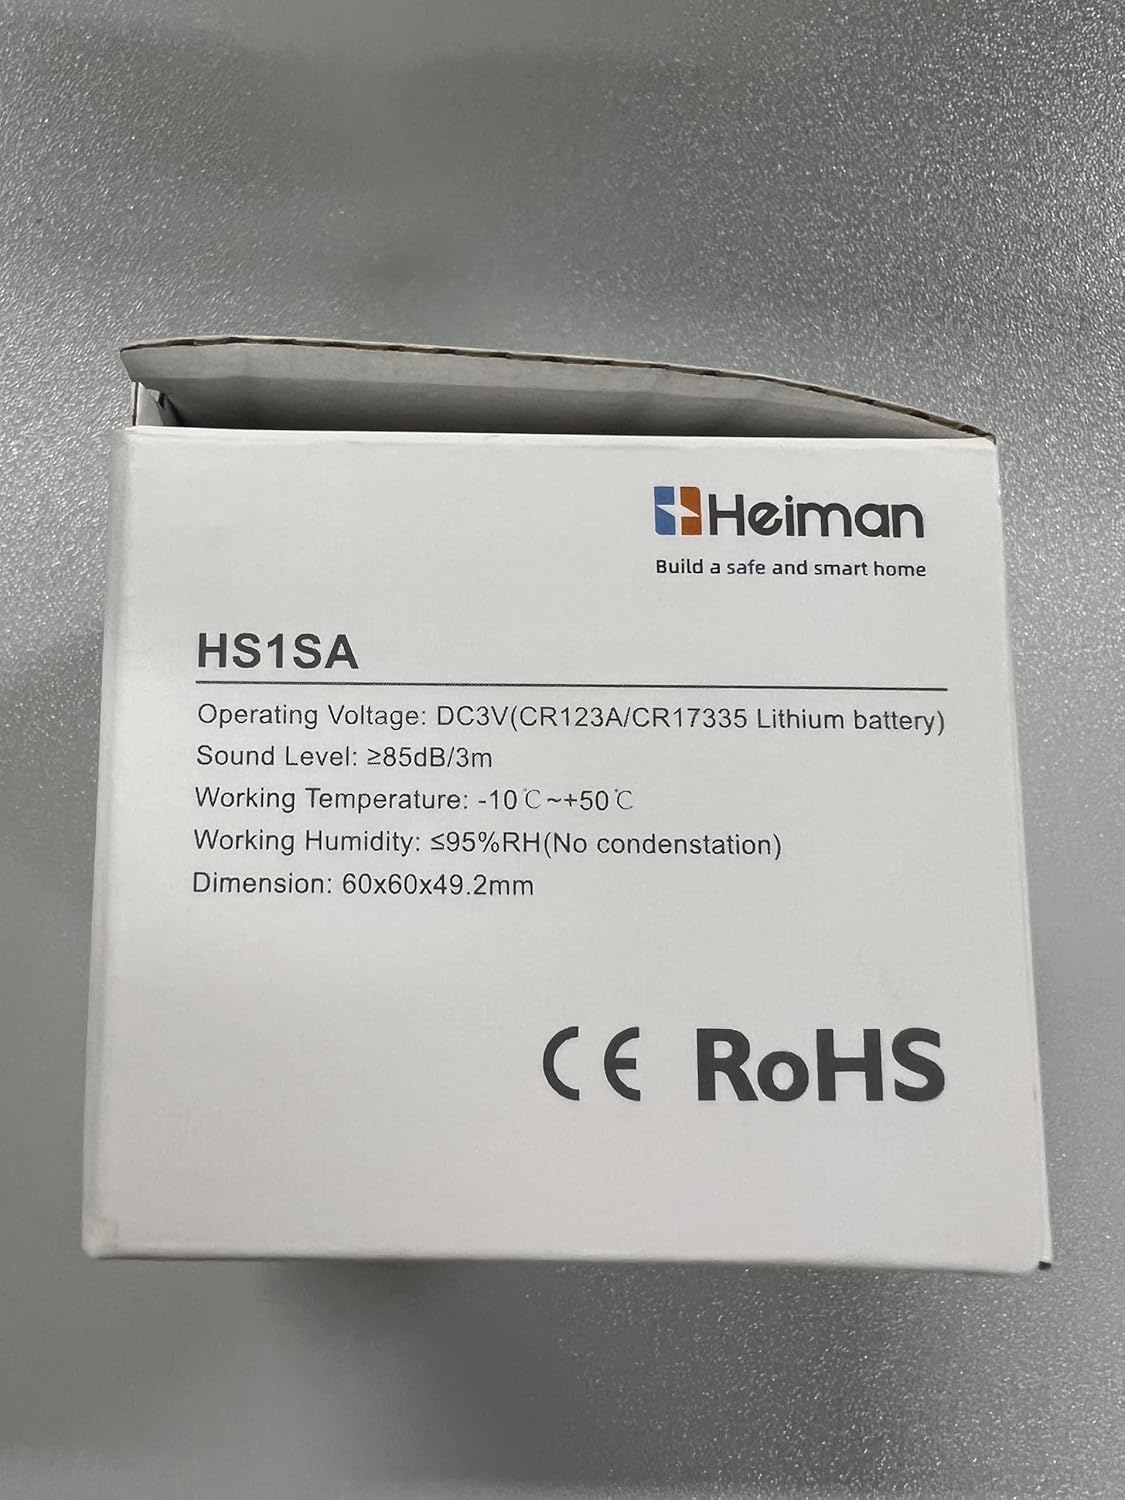 Heiman
Build a safe and smart home
HS1SA
Operating Voltage: DC3V(CR123A/CR17335 Lithium battery)
Sound Level: ≥85dB/3m
Working Temperature: -10℃~+50℃
Working Humidity: ≤95%RH(No condenstation)
Dimension: 60x60x49.2mm
CE RoHS